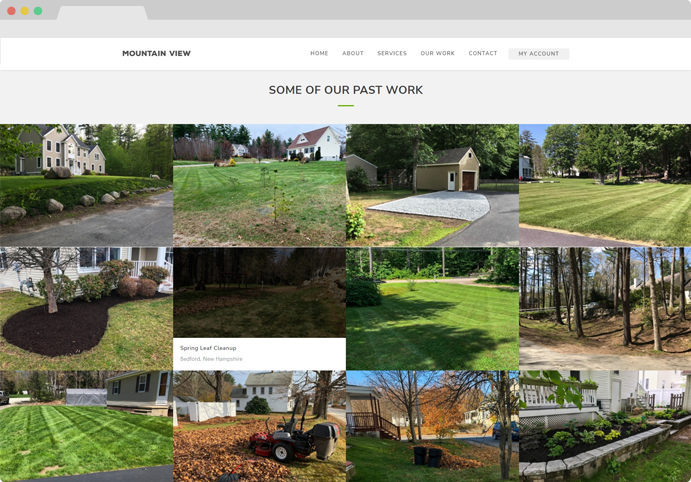 MOUNTAIN VIEW
HOME ABOUT SERVICES OUR WORK CONTACT MY ACCOUNT
SOME OF OUR PAST WORK
Spring Leaf Cleanup
Bedford, New Hampshire